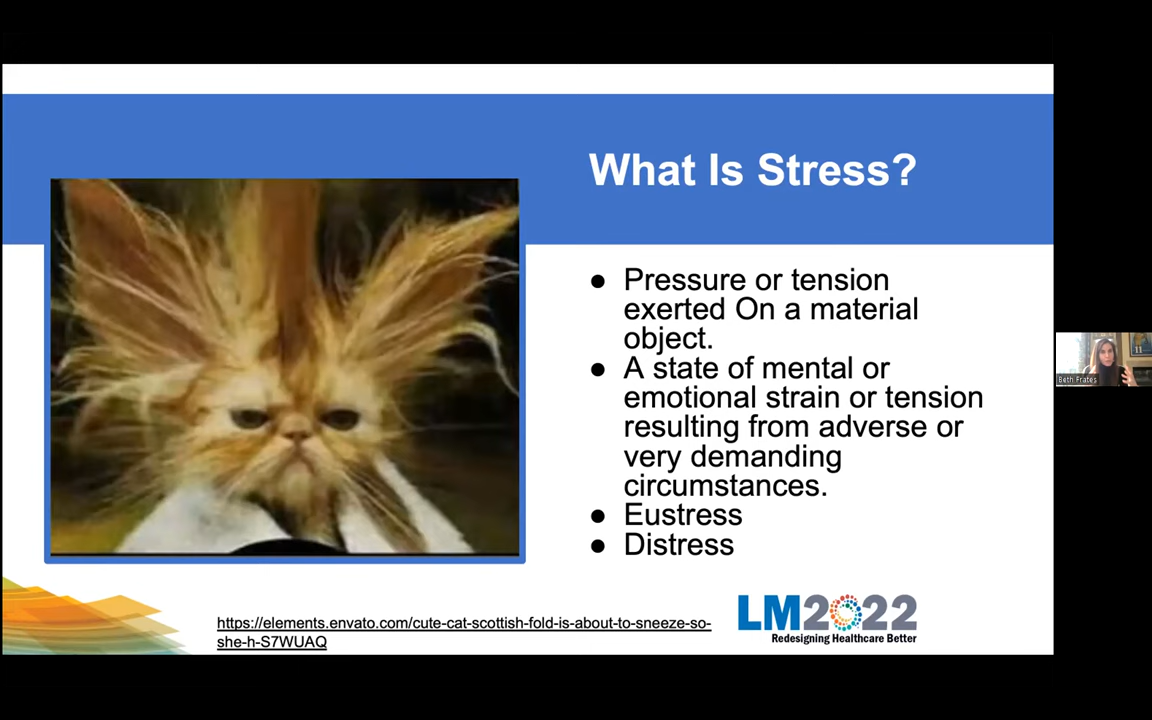 What Is Stress?
● Pressure or tension
exerted On a material
object.
● A state of mental or
emotional strain or tension
resulting from adverse or
very demanding
circumstances.
● Eustress
● Distress
https://elements.envato.com/cute-cat-scottish-fold-is-about-to-sneeze-so-
she-h-S7WUAQ
LM2022
Redesigning Healthcare Better
Beth Frates